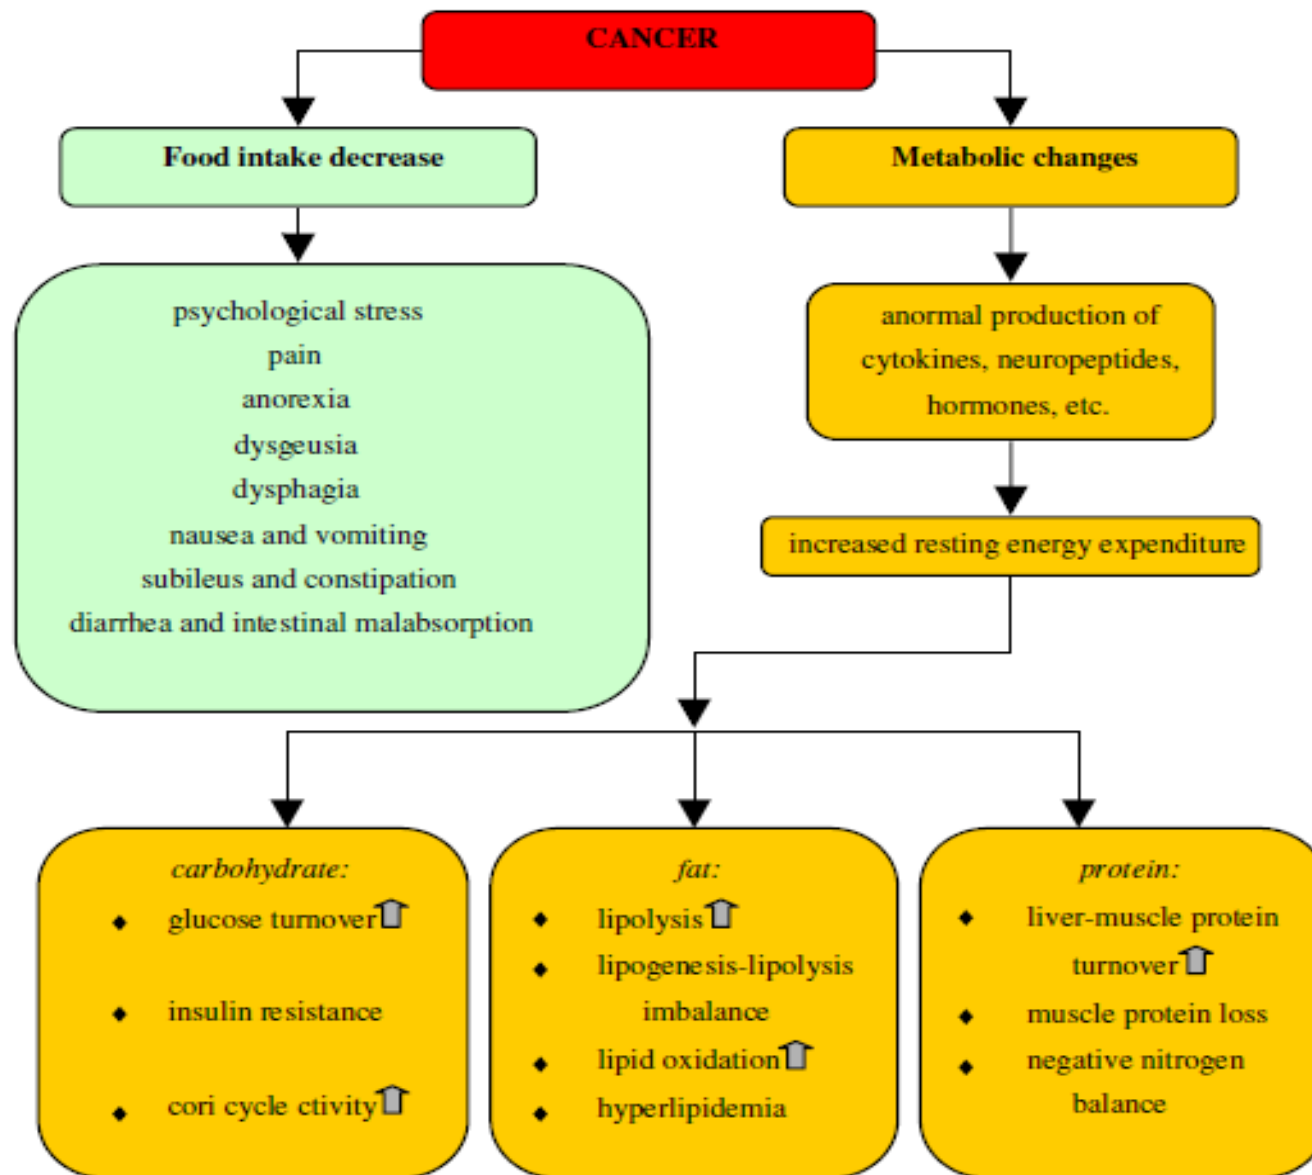 CANCER
Food intake decrease
Metabolic changes
psychological stress
pain
anorexia
dysgeusia
dysphagia
nausea and vomiting
subileus and constipation
diarrhea and intestinal malabsorption
anormal production of
cytokines, neuropeptides,
hormones, etc.
increased resting energy expenditure
carbohydrate:
glucose turnover
insulin resistance
cori cycle ctivity
fat:
lipolysis
lipogenesis-lipolysis
imbalance
lipid oxidation
hyperlipidemia
protein:
liver-muscle protein
turnover
muscle protein loss
negative nitrogen
balance